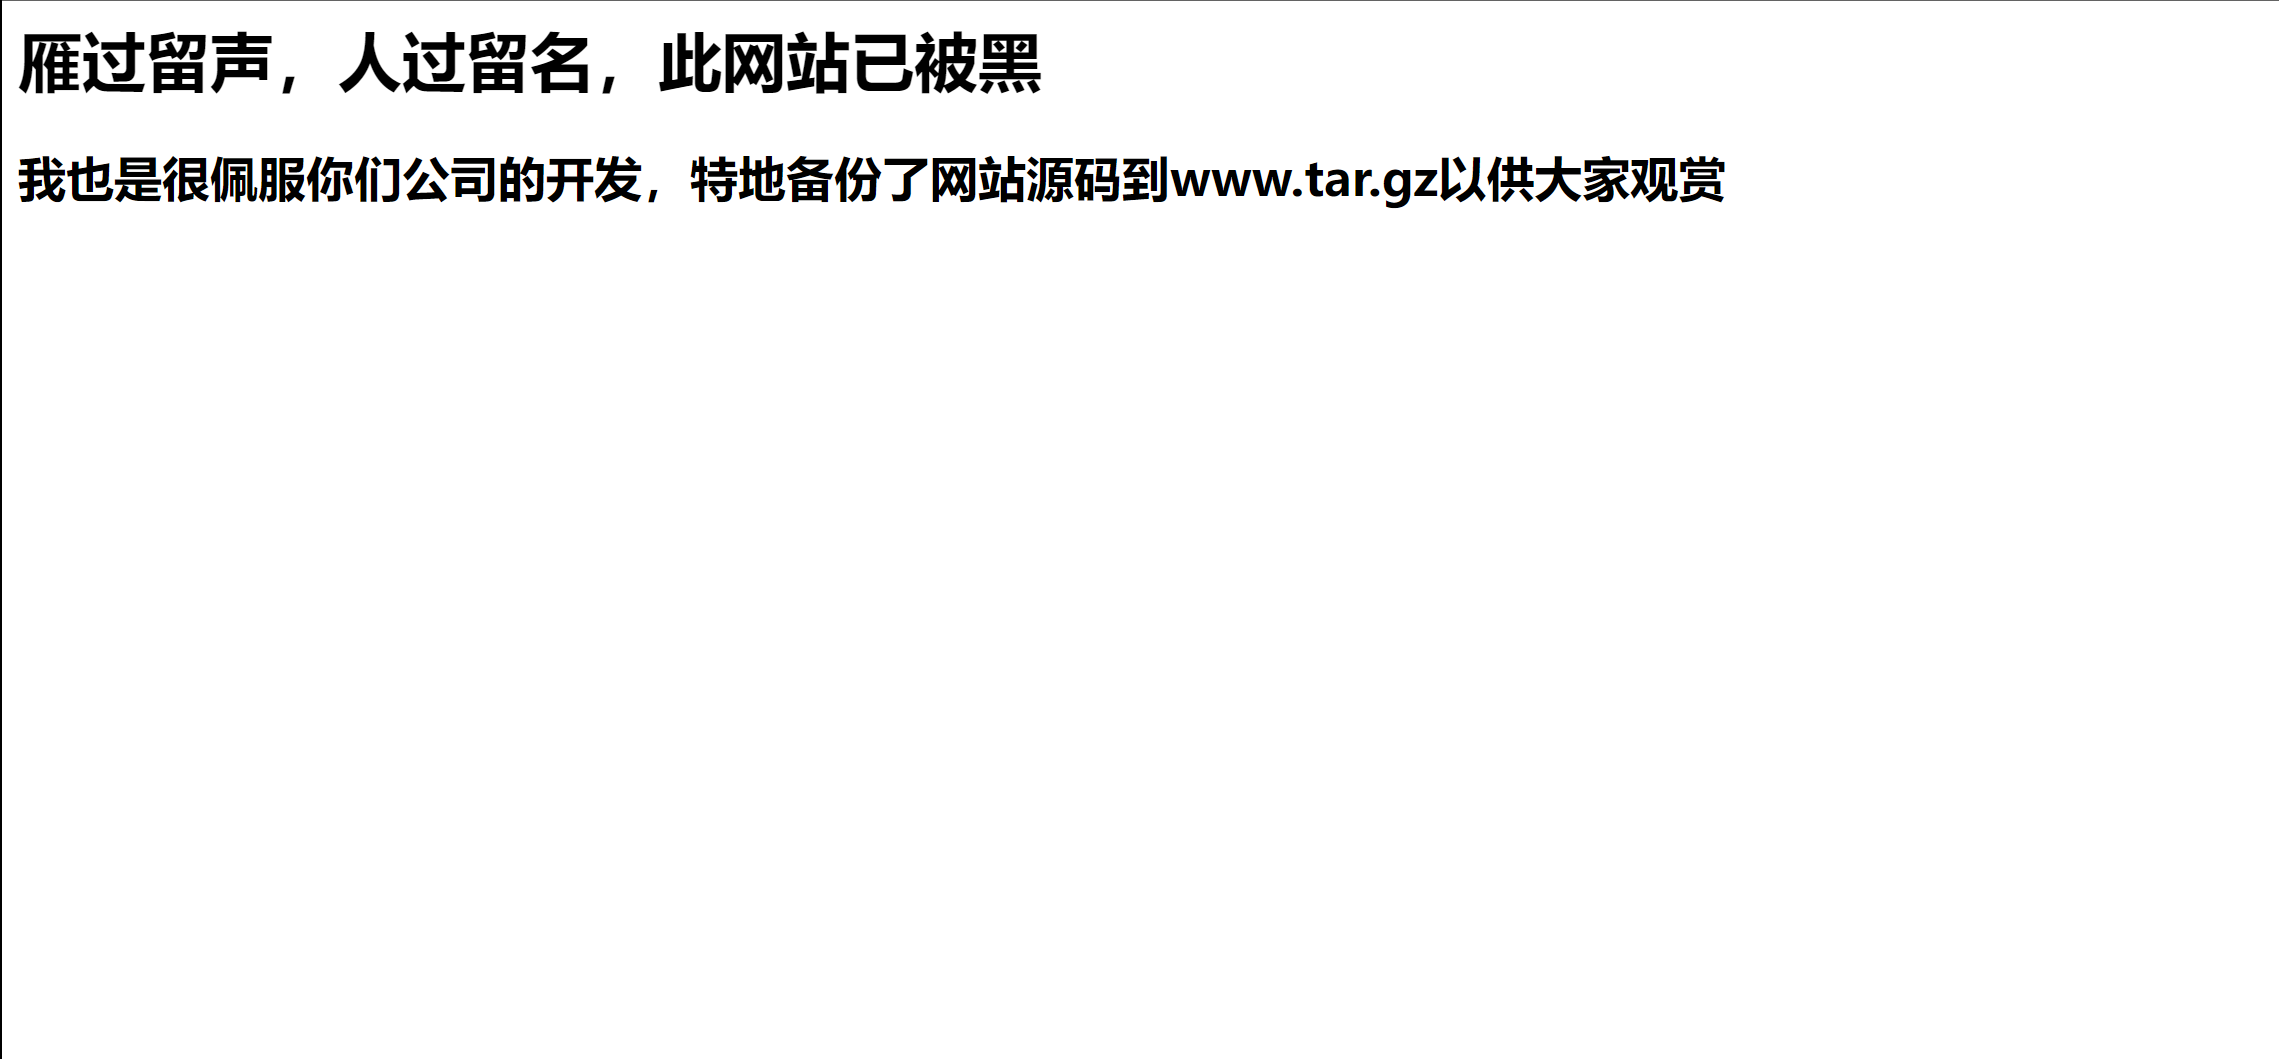 雁过留声，人过留名，此网站已被黑
我也是很佩服你们公司的开发，特地备份了网站源码到www.tar.gz以供大家观赏